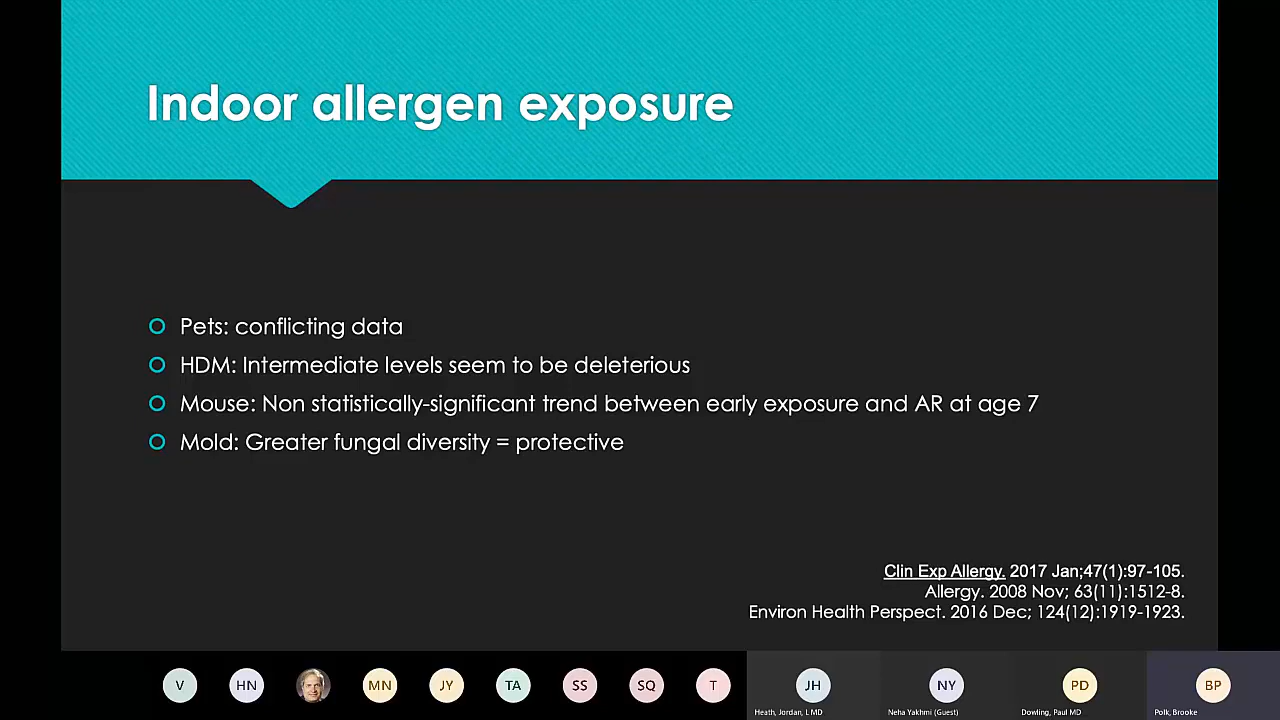 Indoor allergen exposure
Pets: conflicting data
HDM: Intermediate levels seem to be deleterious
Mouse: Non statistically-significant trend between early exposure and AR at age 7
Mold: Greater fungal diversity = protective
Clin Exp Allergy. 2017 Jan;47(1):97-105.
Allergy. 2008 Nov; 63(11):1512-8.
Environ Health Perspect. 2016 Dec; 124(12):1919-1923.
V HN MN JY TA SS SQ T JH NY PD BP
Heath, Jordan, L MD Neha Yakhmi (Guest) Dowling, Paul MD Polk, Brooke